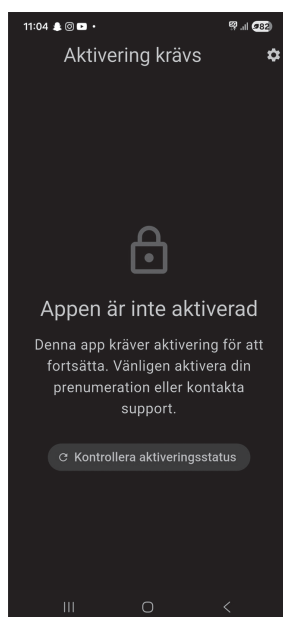 11:04
82
Aktivering krävs
Appen är inte aktiverad
Denna app kräver aktivering för att
fortsätta. Vänligen aktivera din
prenumeration eller kontakta
support.
Kontrollera aktiveringsstatus